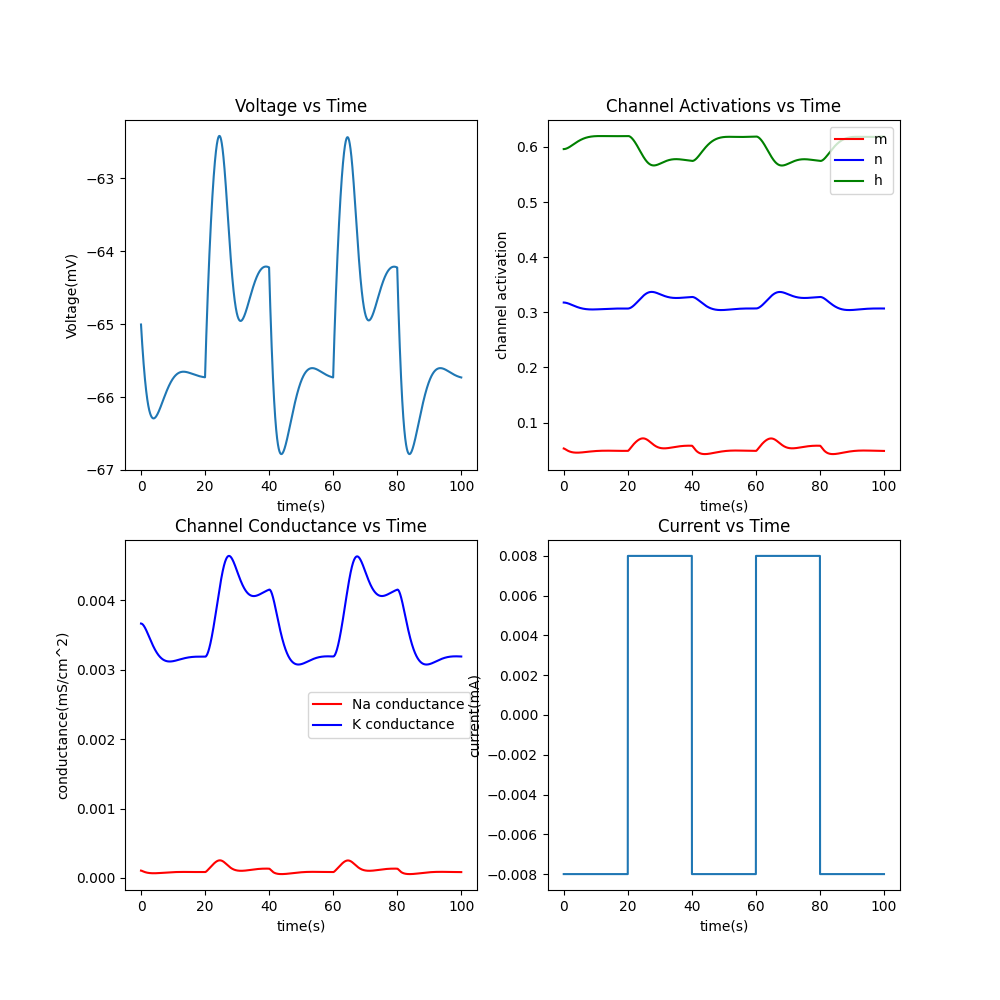 Voltage vs Time
Voltage(mV)
−63
−64
−65
−66
−67
0 20 40 60 80 100
time(s)
Channel Activations vs Time
channel activation
0.6
0.5
0.4
0.3
0.2
0.1
m
n
h
0 20 40 60 80 100
time(s)
Channel Conductance vs Time
conductance(mS/cm^2)
0.004
0.003
0.002
0.001
0.000
Na conductance
K conductance
0 20 40 60 80 100
time(s)
Current vs Time
current(mA)
0.008
0.006
0.004
0.002
0.000
−0.002
−0.004
−0.006
−0.008
0 20 40 60 80 100
time(s)